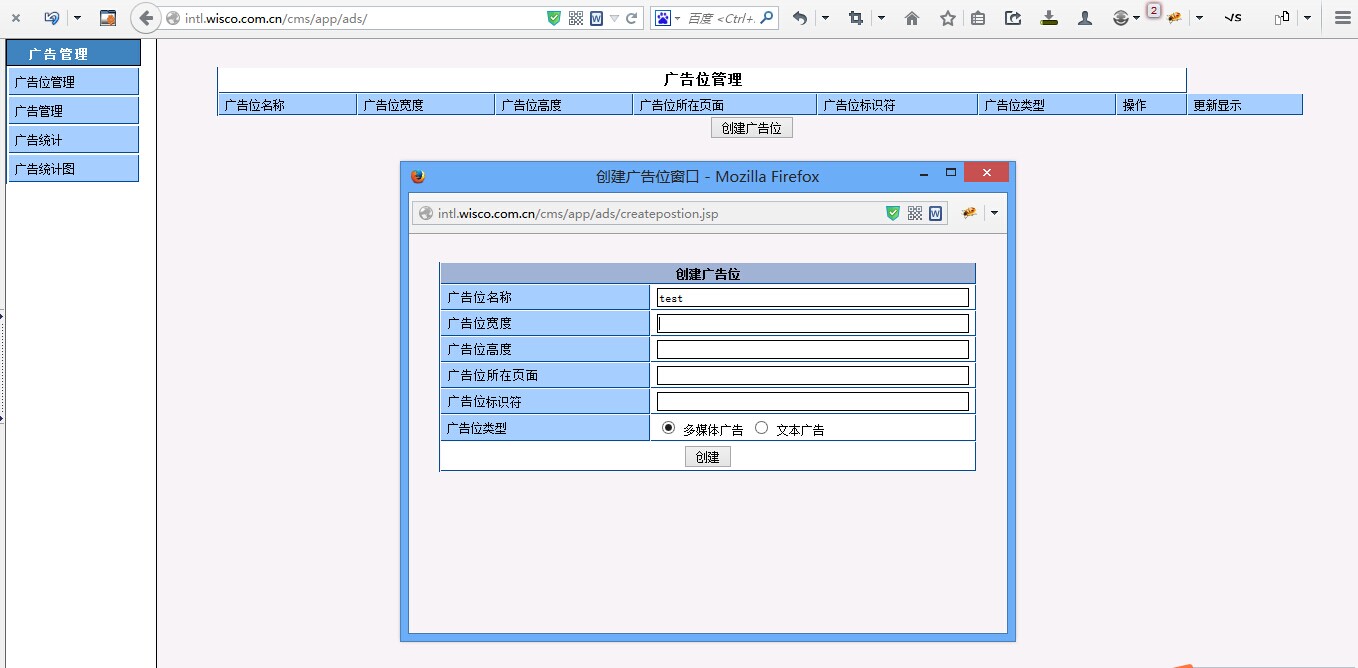 intl.wisco.com.cn/cms/app/ads/
百度 <Ctrl+.
2
广告管理
广告位管理
广告管理
广告统计
广告统计图
广告位管理
广告位名称 广告位宽度 广告位高度 广告位所在页面 广告位标识符 广告位类型 操作 更新显示
创建广告位
创建广告位窗口 - Mozilla Firefox
intl.wisco.com.cn/cms/app/ads/createpostion.jsp
创建广告位
广告位名称 test
广告位宽度
广告位高度
广告位所在页面
广告位标识符
广告位类型 多媒体广告 文本广告
创建